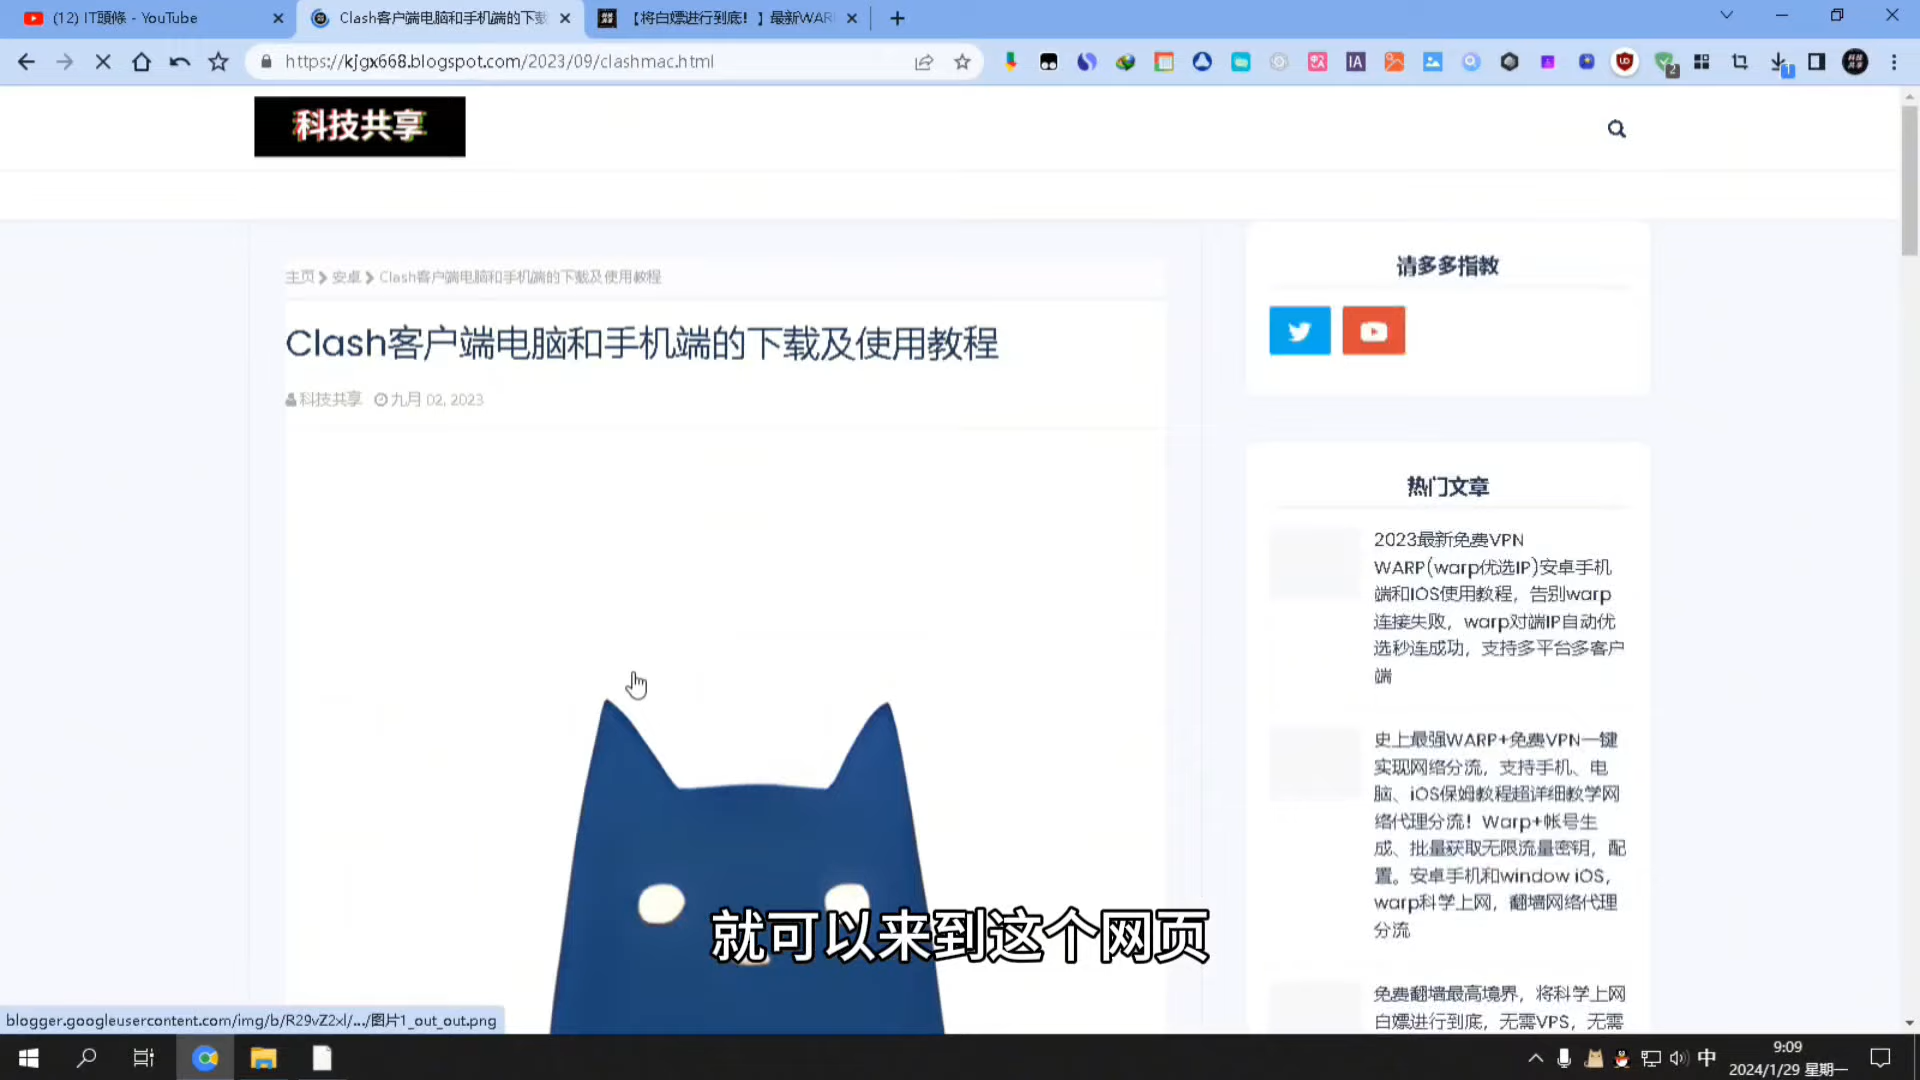 (12) IT頭條 - YouTube
Clash客户端电脑和手机端的下载
【将白嫖进行到底！】最新WAR
https://kjgx668.blogspot.com/2023/09/clashmac.html
科技共享
主页 > 安卓 > Clash客户端电脑和手机端的下载及使用教程
Clash客户端电脑和手机端的下载及使用教程
科技共享 九月 02, 2023
请多多指教
热门文章
2023最新免费VPN
WARP(warp优选IP)安卓手机
端和IOS使用教程，告别warp
连接失败，warp对端IP自动优
选秒连成功，支持多平台多客户
端
史上最强WARP+免费VPN一键
实现网络分流，支持手机、电
脑、iOS保姆教程超详细教学网
络代理分流！Warp+帐号生
成、批量获取无限流量密钥，配
置。安卓手机和window iOS，
warp科学上网，翻墙网络代理
分流
免费翻墙最高境界，将科学上网
白嫖进行到底，无需VPS，无需
就可以来到这个网页
blogger.googleusercontent.com/img/b/R29vZ2xl/.../图片1_out_out.png
中
9:09
2024/1/29 星期一